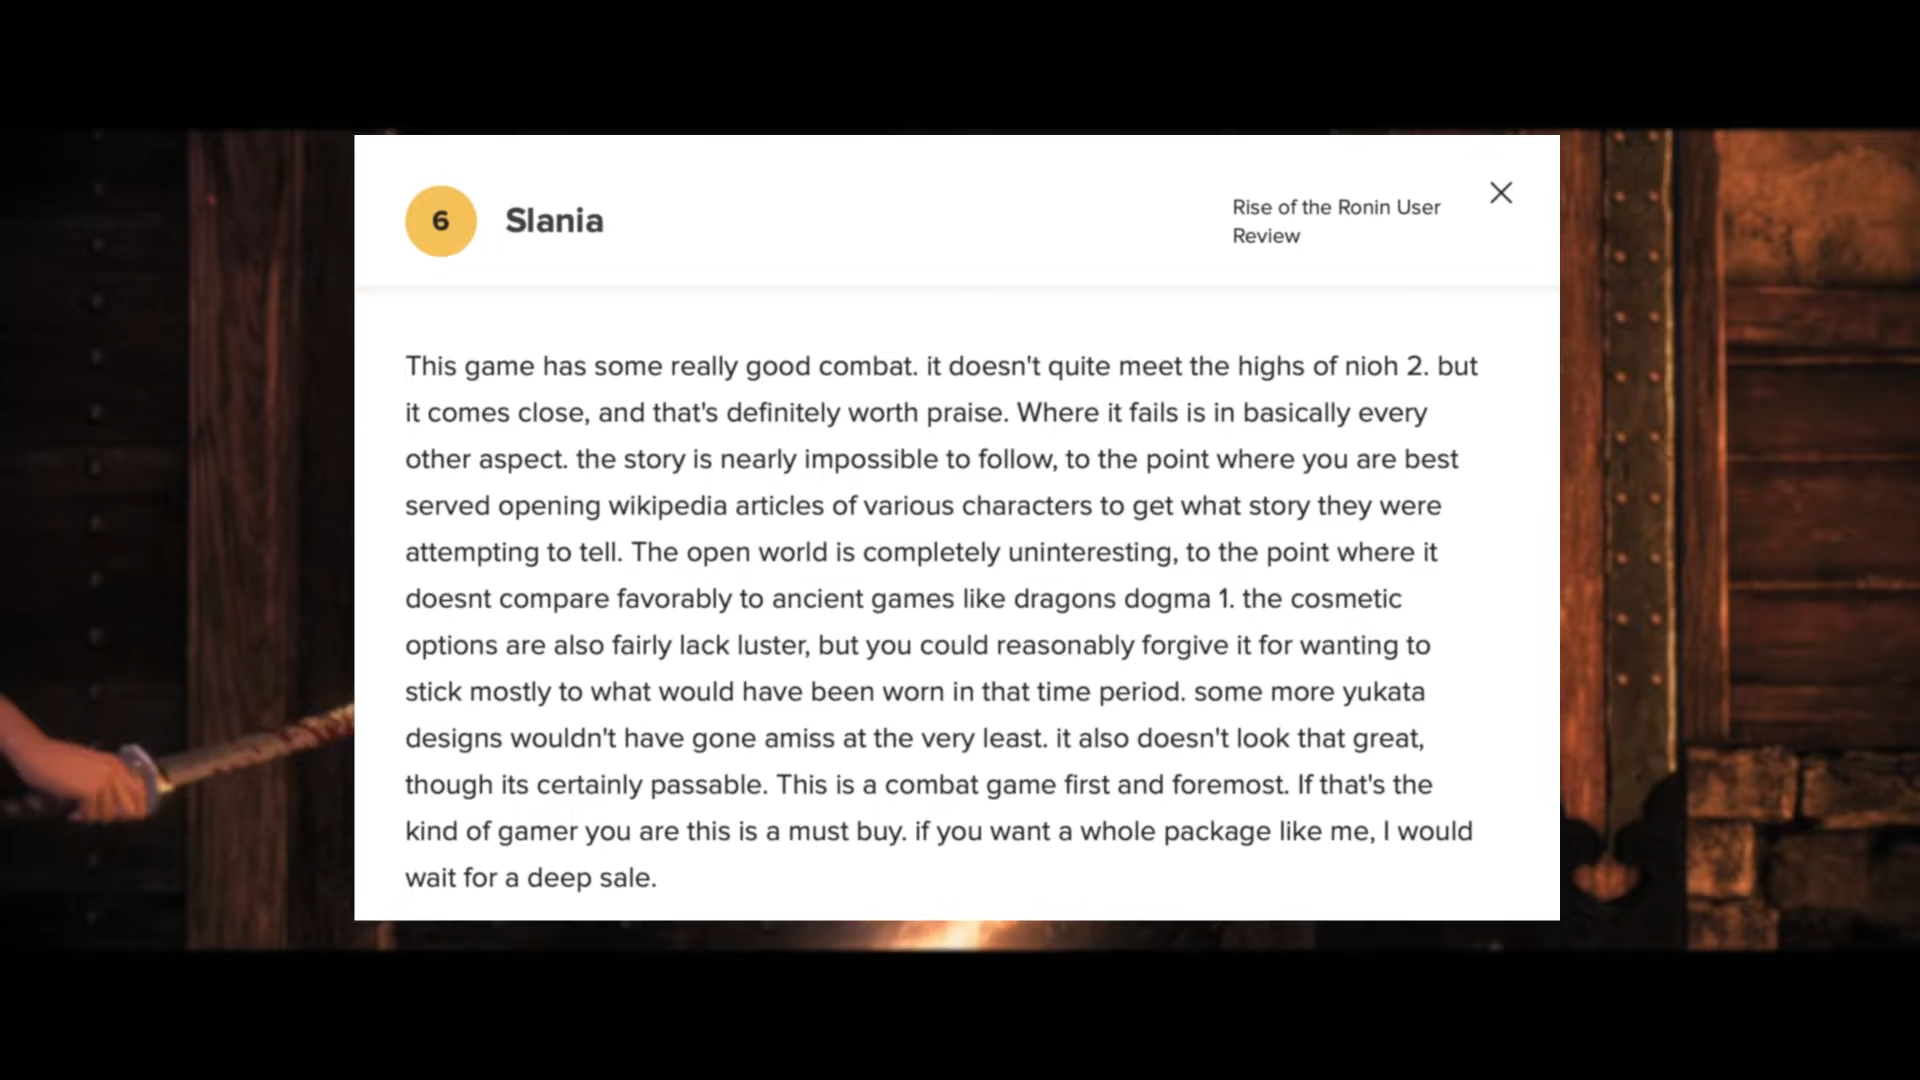 6
Slania
Rise of the Ronin User
Review
This game has some really good combat. it doesn't quite meet the highs of nioh 2. but
it comes close, and that's definitely worth praise. Where it fails is in basically every
other aspect. the story is nearly impossible to follow, to the point where you are best
served opening wikipedia articles of various characters to get what story they were
attempting to tell. The open world is completely uninteresting, to the point where it
doesnt compare favorably to ancient games like dragons dogma 1. the cosmetic
options are also fairly lack luster, but you could reasonably forgive it for wanting to
stick mostly to what would have been worn in that time period. some more yukata
designs wouldn't have gone amiss at the very least. it also doesn't look that great,
though its certainly passable. This is a combat game first and foremost. If that's the
kind of gamer you are this is a must buy. if you want a whole package like me, I would
wait for a deep sale.